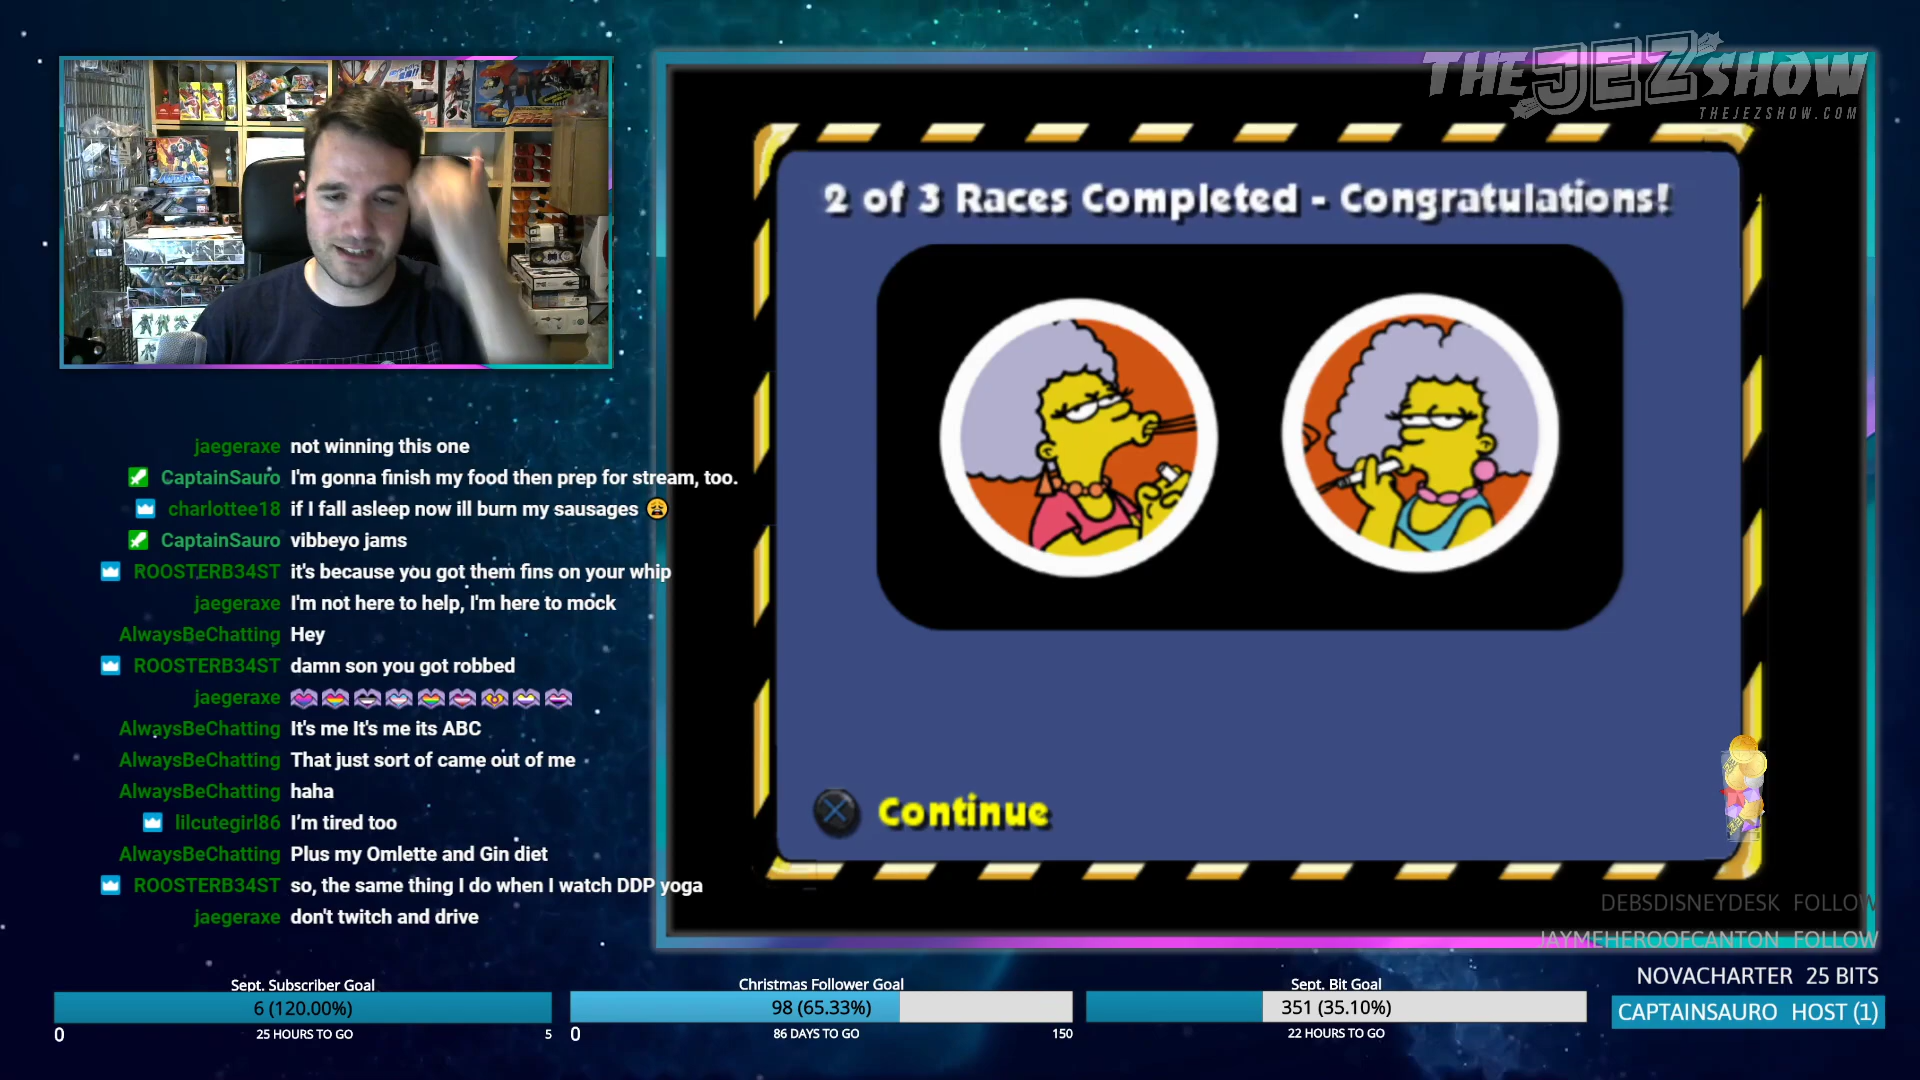 THE JEZ SHOW
THEJEZSHOW.COM
2 of 3 Races Completed - Congratulations!
Continue
jaegeraxe not winning this one
CaptainSauro I'm gonna finish my food then prep for stream, too.
charlottee18 if I fall asleep now ill burn my sausages
CaptainSauro vibbeyo jams
ROOSTERB34ST it's because you got them fins on your whip
jaegeraxe I'm not here to help, I'm here to mock
AlwaysBeChatting Hey
ROOSTERB34ST damn son you got robbed
jaegeraxe
AlwaysBeChatting It's me It's me its ABC
AlwaysBeChatting That just sort of came out of me
AlwaysBeChatting haha
lilcutegirl86 I'm tired too
AlwaysBeChatting Plus my Omlette and Gin diet
ROOSTERB34ST so, the same thing I do when I watch DDP yoga
jaegeraxe don't twitch and drive
DEBSDISNEYDESK FOLLOW
JAYMEHEROOFCANTON FOLLOW
NOVACHARTER 25 BITS
CAPTAINSAURO HOST (1)
Sept. Subscriber Goal
6 (120.00%)
0 25 HOURS TO GO 5
Christmas Follower Goal
98 (65.33%)
0 86 DAYS TO GO 150
Sept. Bit Goal
351 (35.10%)
22 HOURS TO GO